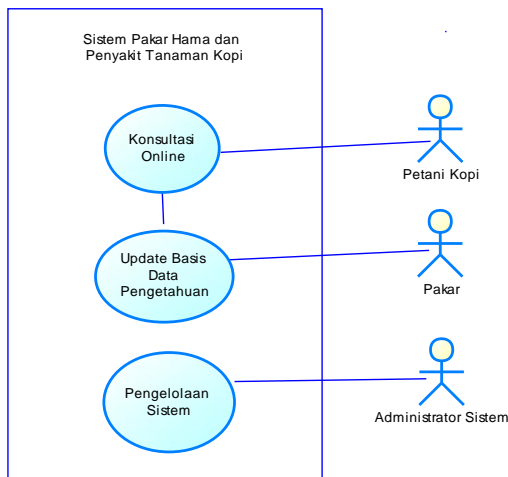 Sistem Pakar Hama dan
Penyakit Tanaman Kopi
Konsultasi
Online
Petani Kopi
Update Basis
Data
Pengetahuan
Pakar
Pengelolaan
Sistem
Administrator Sistem